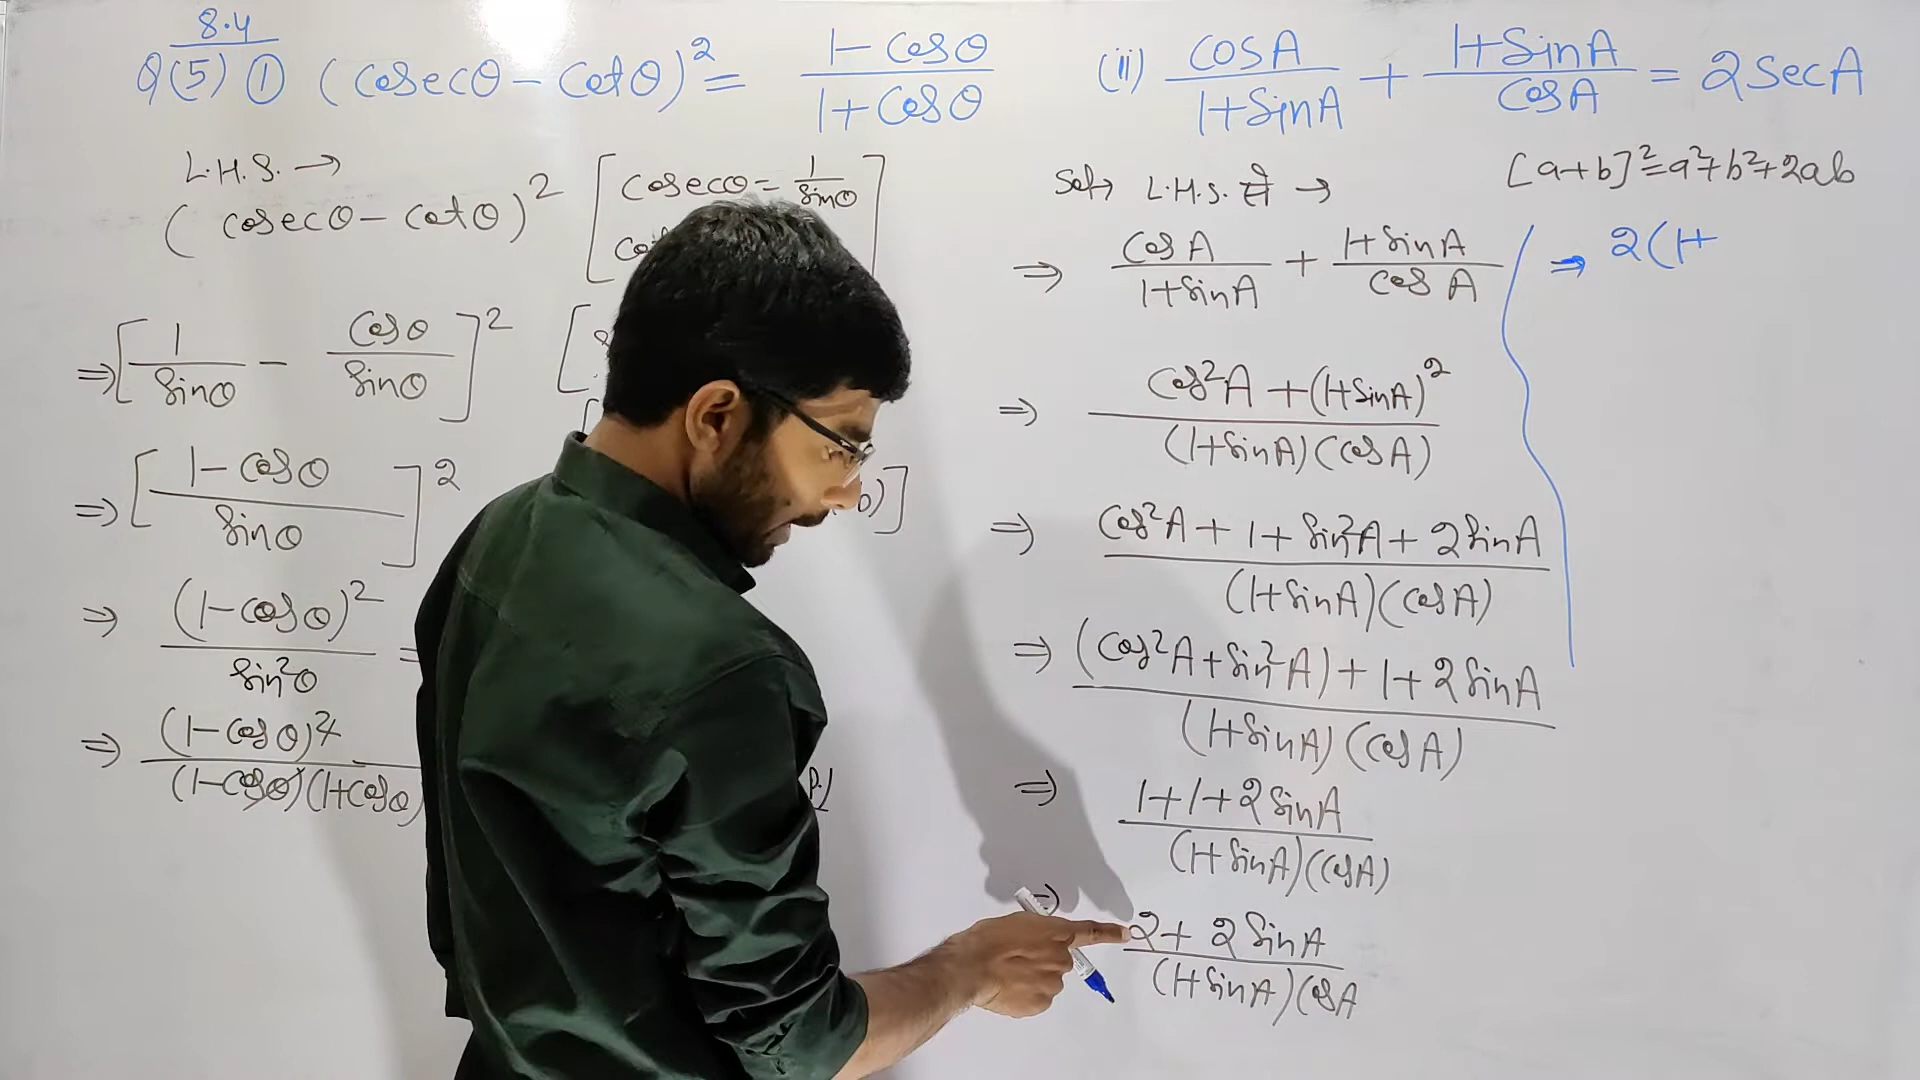 8.4
Q(5) ① (cosecθ - cotθ)² = (1 - cosθ)/(1 + cosθ)
L.H.S. →
(cosecθ - cotθ)² [cosecθ = 1/sinθ
⇒ [1/sinθ - cosθ/sinθ]²
⇒ [(1 - cosθ)/sinθ]²
⇒ (1 - cosθ)²/sin²θ =
⇒ (1 - cosθ)²/(1 - cosθ)(1 + cosθ)
(ii) cosA/(1 + sinA) + (1 + sinA)/cosA = 2secA
[a+b]² = a² + b² + 2ab
Sol→ L.H.S. से →
⇒ cosA/(1 + sinA) + (1 + sinA)/cosA
⇒ (cos²A + (1 + sinA)²)/(1 + sinA)(cosA)
⇒ (cos²A + 1 + sin²A + 2sinA)/(1 + sinA)(cosA)
⇒ ((cos²A + sin²A) + 1 + 2sinA)/(1 + sinA)(cosA)
⇒ (1 + 1 + 2sinA)/(1 + sinA)(cosA)
⇒ (2 + 2sinA)/(1 + sinA)(cosA
⇒ 2(1+